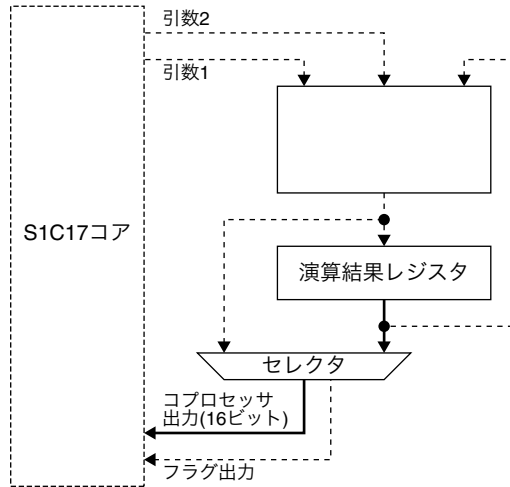 引数2
引数1
S1C17コア
演算結果レジスタ
セレクタ
コプロセッサ
出力(16ビット)
フラグ出力